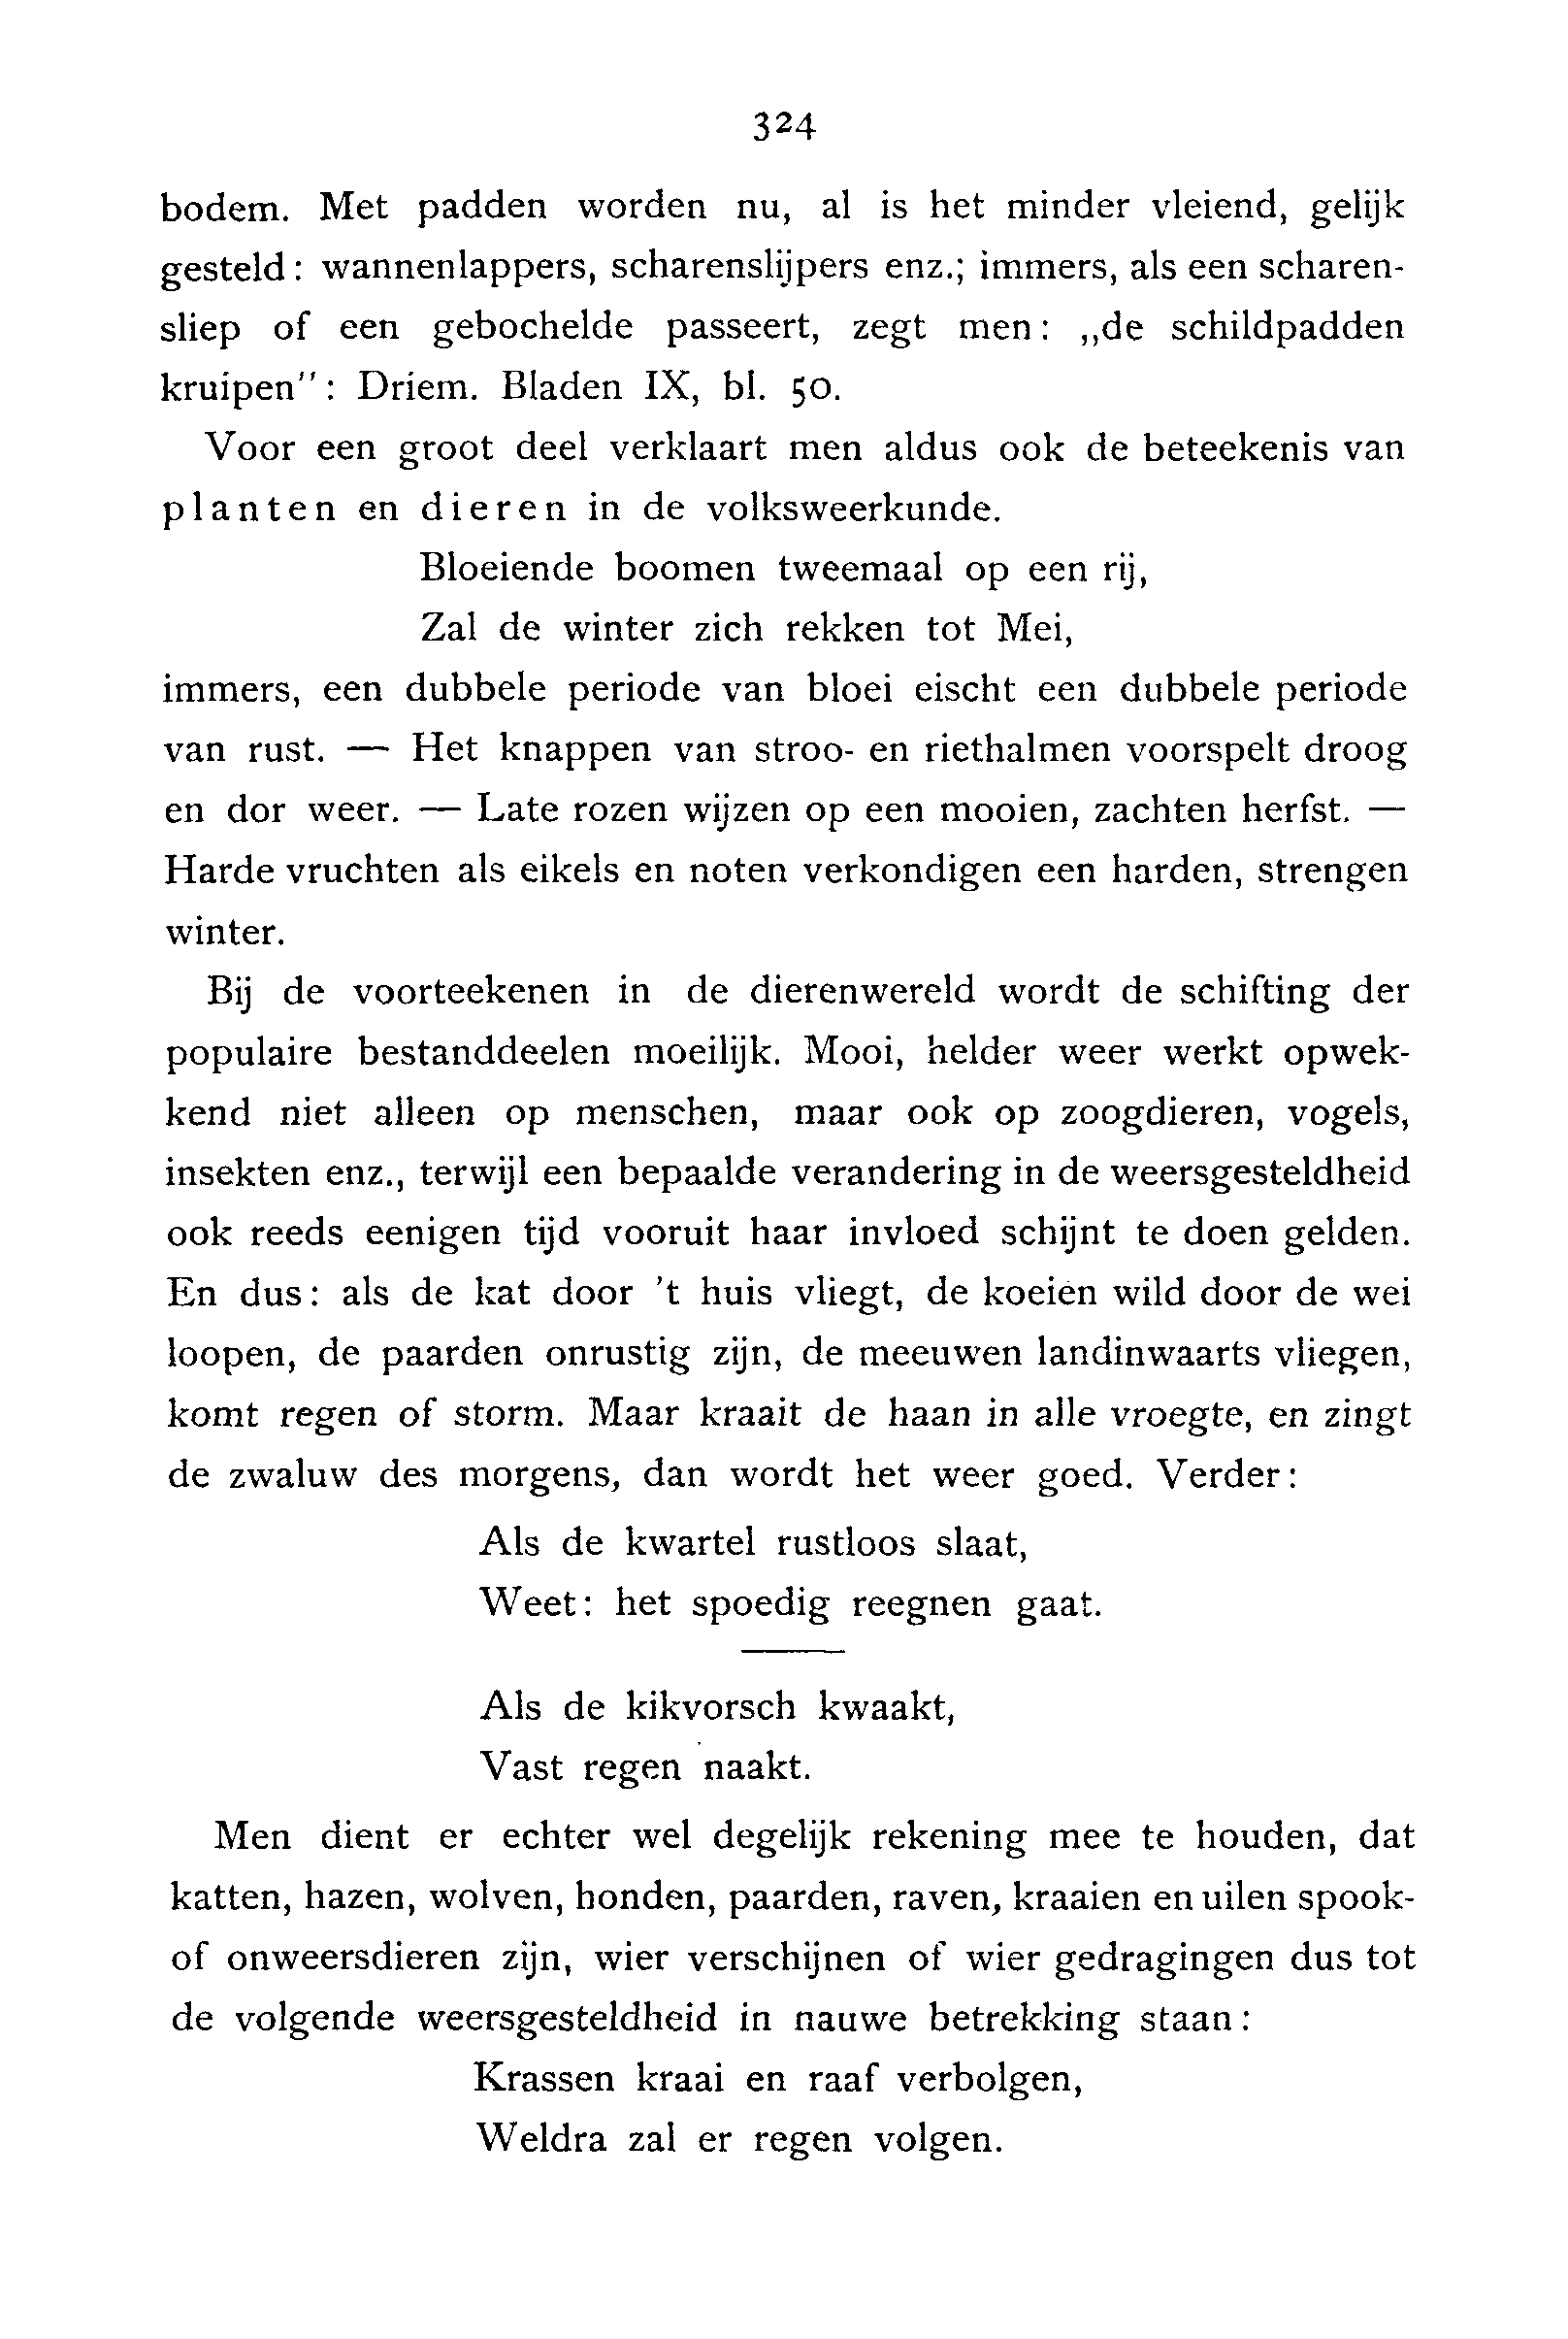 324
bodem. Met padden worden nu, al is het minder vleiend, gelijk
gesteld: wannenlappers, scharenslijpers enz.; immers, als een scharen-
sliep of een gebochelde passeert, zegt men: „de schildpadden
kruipen”: Driem. Bladen IX, bl. 50.
Voor een groot deel verklaart men aldus ook de beteekenis van
planten en dieren in de volksweerkunde.
Bloeiende boomen tweemaal op een rij,
Zal de winter zich rekken tot Mei,
immers, een dubbele periode van bloei eischt een dubbele periode
van rust. — Het knappen van stroo- en riethalmen voorspelt droog
en dor weer. — Late rozen wijzen op een mooien, zachten herfst. —
Harde vruchten als eikels en noten verkondigen een harden, strengen
winter.
Bij de voorteekenen in de dierenwereld wordt de schifting der
populaire bestanddeelen moeilijk. Mooi, helder weer werkt opwek-
kend niet alleen op menschen, maar ook op zoogdieren, vogels,
insekten enz., terwijl een bepaalde verandering in de weersgesteldheid
ook reeds eenigen tijd vooruit haar invloed schijnt te doen gelden.
En dus: als de kat door 't huis vliegt, de koeien wild door de wei
loopen, de paarden onrustig zijn, de meeuwen landinwaarts vliegen,
komt regen of storm. Maar kraait de haan in alle vroegte, en zingt
de zwaluw des morgens, dan wordt het weer goed. Verder:
Als de kwartel rustloos slaat,
Weet: het spoedig reegnen gaat.
Als de kikvorsch kwaakt,
Vast regen naakt.
Men dient er echter wel degelijk rekening mee te houden, dat
katten, hazen, wolven, honden, paarden, raven, kraaien en uilen spook-
of onweersdieren zijn, wier verschijnen of wier gedragingen dus tot
de volgende weersgesteldheid in nauwe betrekking staan:
Krassen kraai en raaf verbolgen,
Weldra zal er regen volgen.